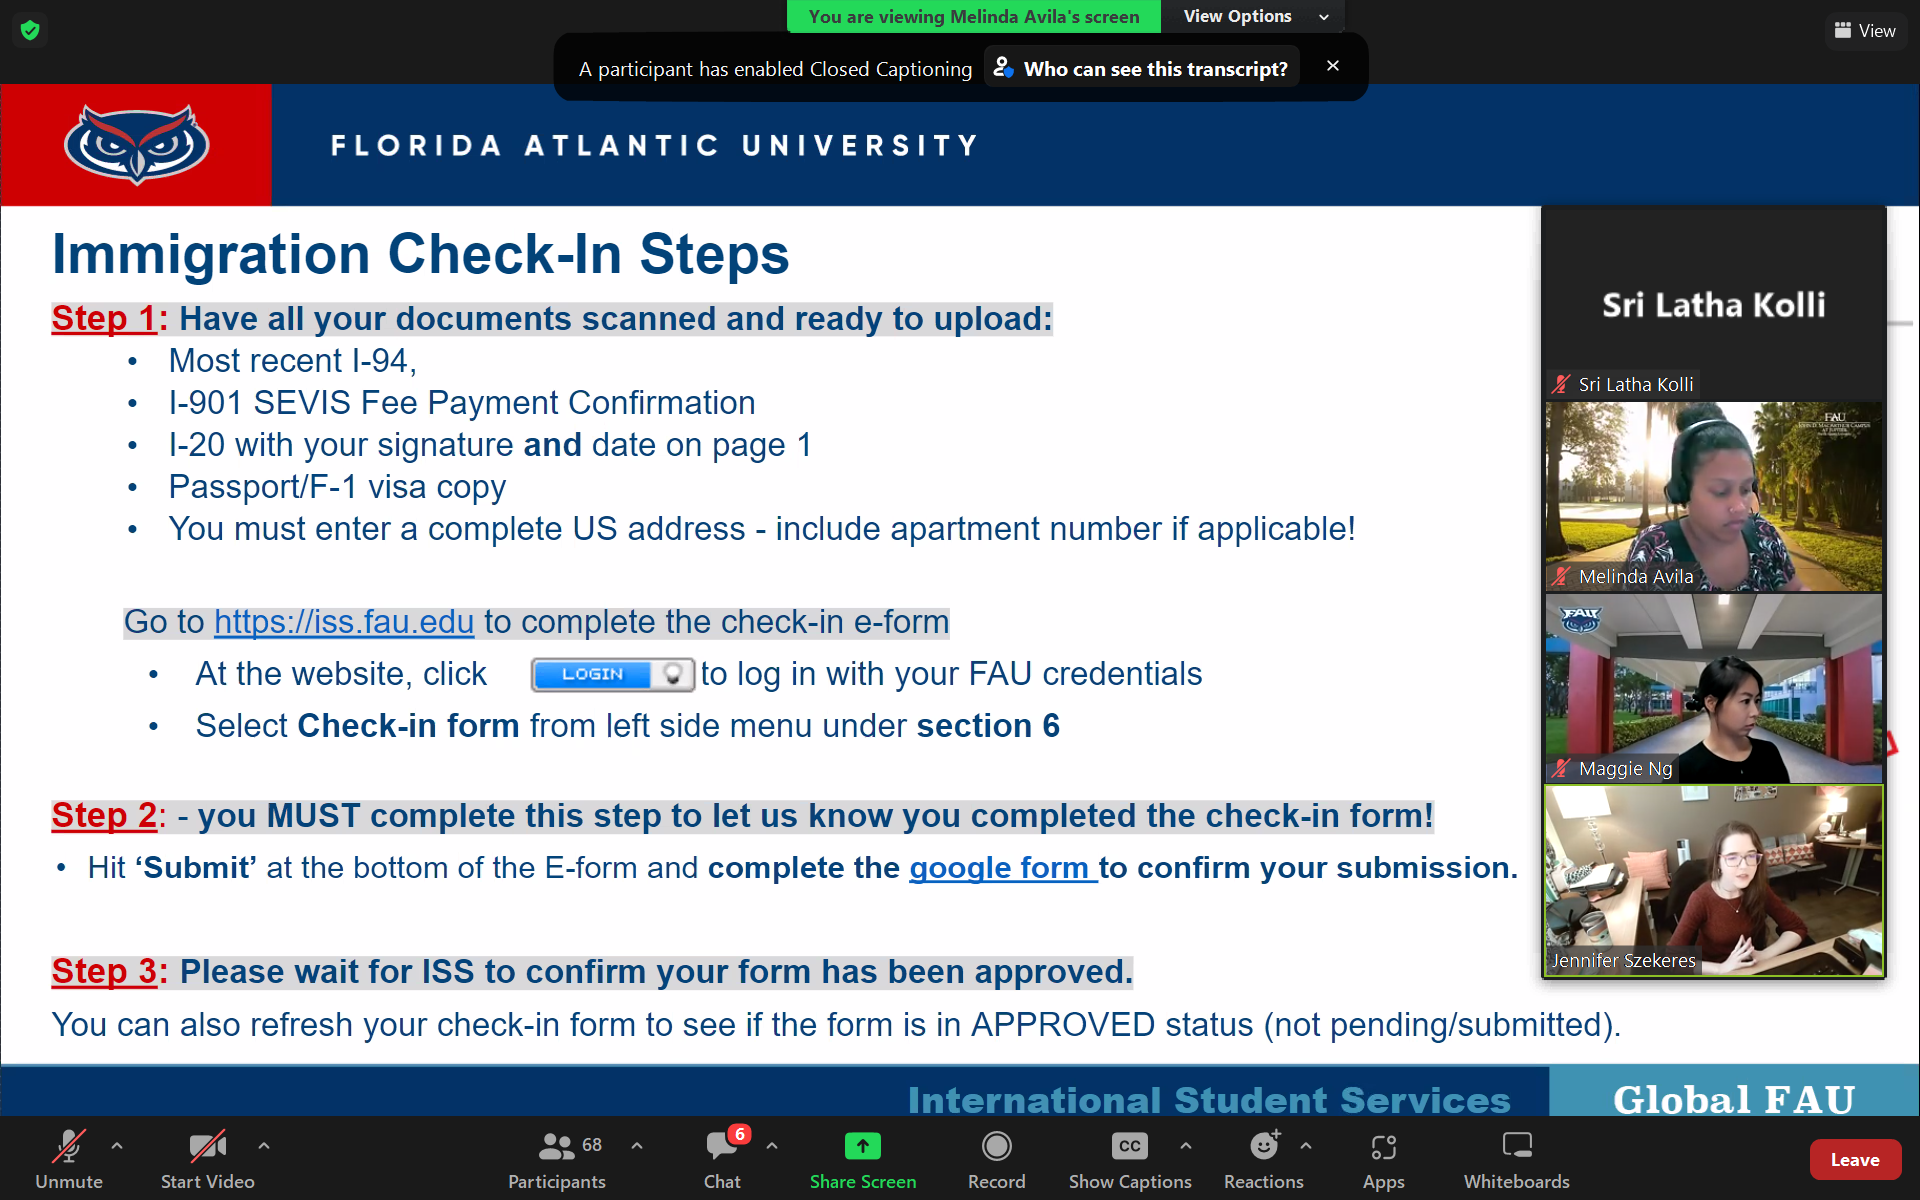 You are viewing Melinda Avila's screen View Options
View
A participant has enabled Closed Captioning Who can see this transcript?
FLORIDA ATLANTIC UNIVERSITY
Immigration Check-In Steps
Step 1: Have all your documents scanned and ready to upload:
• Most recent I-94,
• I-901 SEVIS Fee Payment Confirmation
• I-20 with your signature and date on page 1
• Passport/F-1 visa copy
• You must enter a complete US address - include apartment number if applicable!
Go to https://iss.fau.edu to complete the check-in e-form
• At the website, click LOGIN to log in with your FAU credentials
• Select Check-in form from left side menu under section 6
Step 2: - you MUST complete this step to let us know you completed the check-in form!
• Hit ‘Submit’ at the bottom of the E-form and complete the google form to confirm your submission.
Step 3: Please wait for ISS to confirm your form has been approved.
You can also refresh your check-in form to see if the form is in APPROVED status (not pending/submitted).
International Student Services
Global FAU
Sri Latha Kolli
Sri Latha Kolli
FAU
Melinda Avila
FAU
Maggie Ng
Jennifer Szekeres
68
6
CC
Unmute
Start Video
Participants
Chat
Share Screen
Record
Show Captions
Reactions
Apps
Whiteboards
Leave